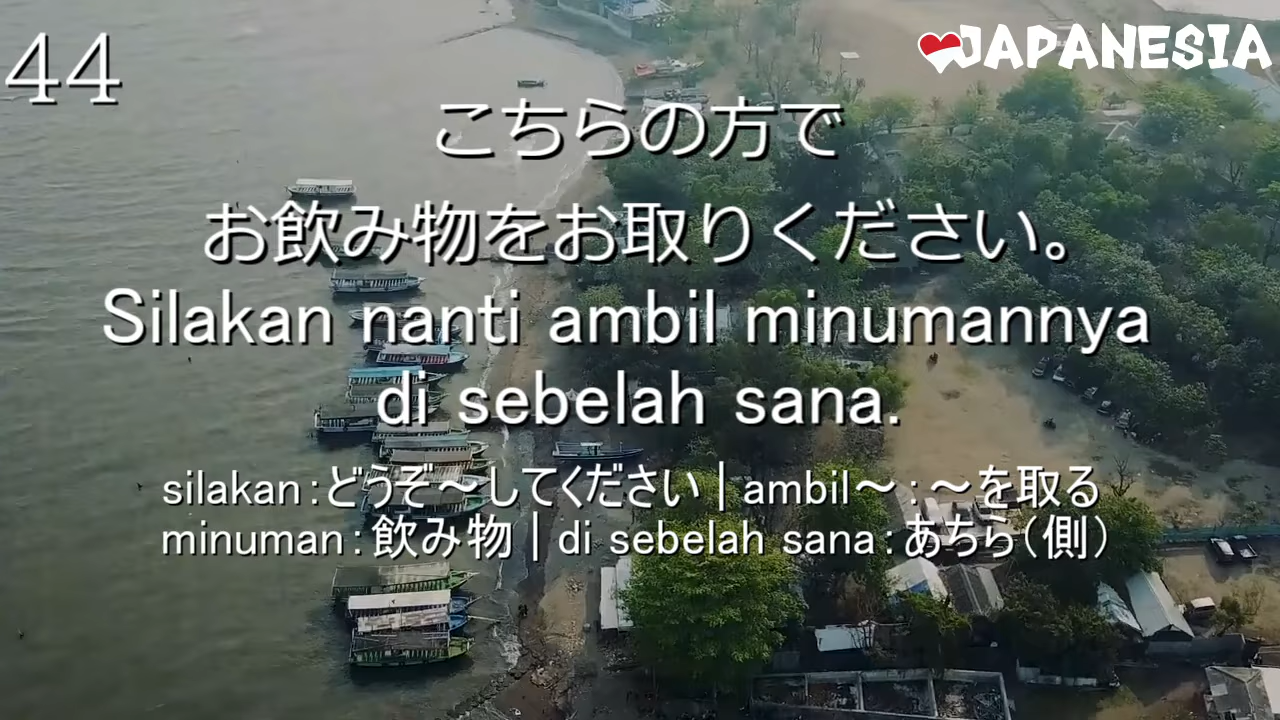 44
JAPANESIA
こちらの方で
お飲み物をお取りください。
Silakan nanti ambil minumannya
di sebelah sana.
silakan：どうぞ～してください｜ambil～：～を取る
minuman：飲み物｜di sebelah sana：あちら（側）